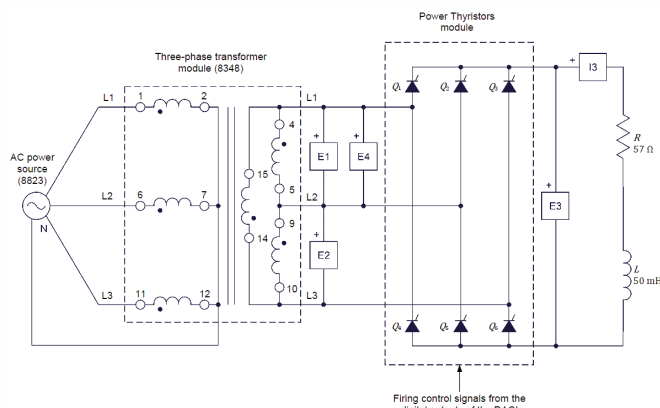 Power Thyristors
module
Three-phase transformer
module (8348)
AC power
source
(8823)
N
L1
L2
L3
1
2
6
7
11
12
15
14
4
5
9
10
L1
L2
L3
+
E1
+
E4
+
E2
Q1
Q2
Q3
Q4
Q5
Q6
+
E3
+
I3
R
57 Ω
L
50 mH
Firing control signals from the